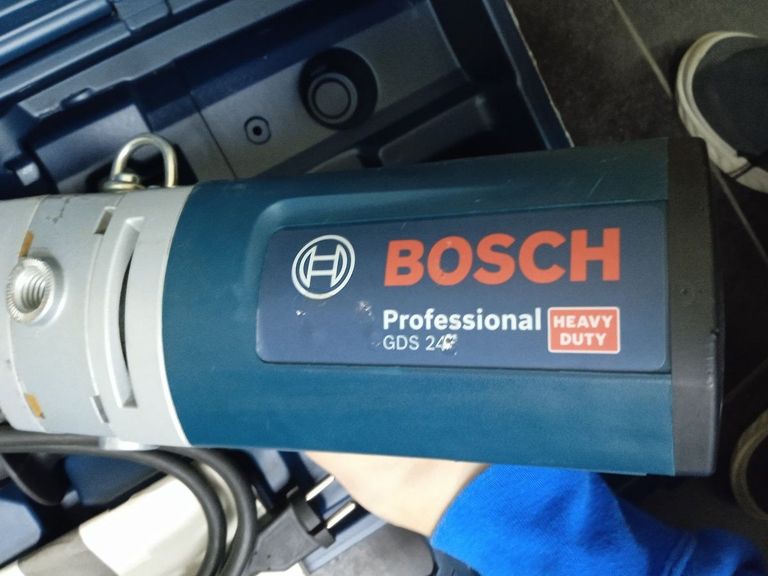 BOSCH
Professional
GDS 24
HEAVY
DUTY